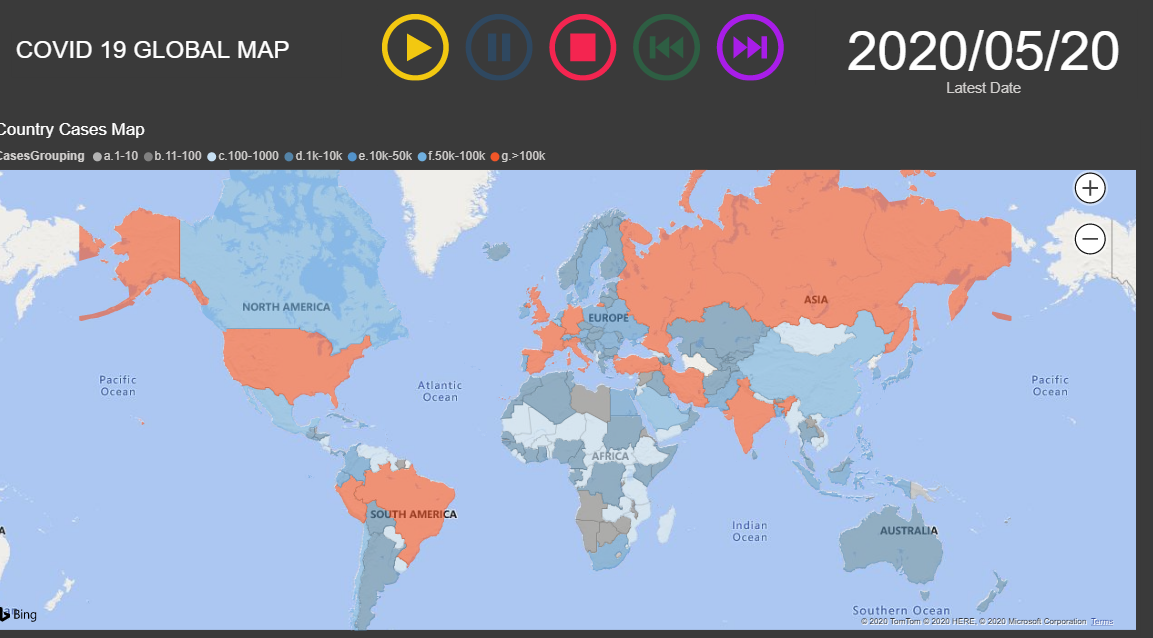 COVID 19 GLOBAL MAP
2020/05/20
Latest Date
Country Cases Map
CasesGrouping a.1-10 b.11-100 c.100-1000 d.1k-10k e.10k-50k f.50k-100k g.>100k
NORTH AMERICA
ASIA
EUROPE
Pacific
Ocean
Atlantic
Ocean
Pacific
Ocean
AFRICA
SOUTH AMERICA
Indian
Ocean
AUSTRALIA
Southern Ocean
Bing
© 2020 TomTom © 2020 HERE, © 2020 Microsoft Corporation Terms